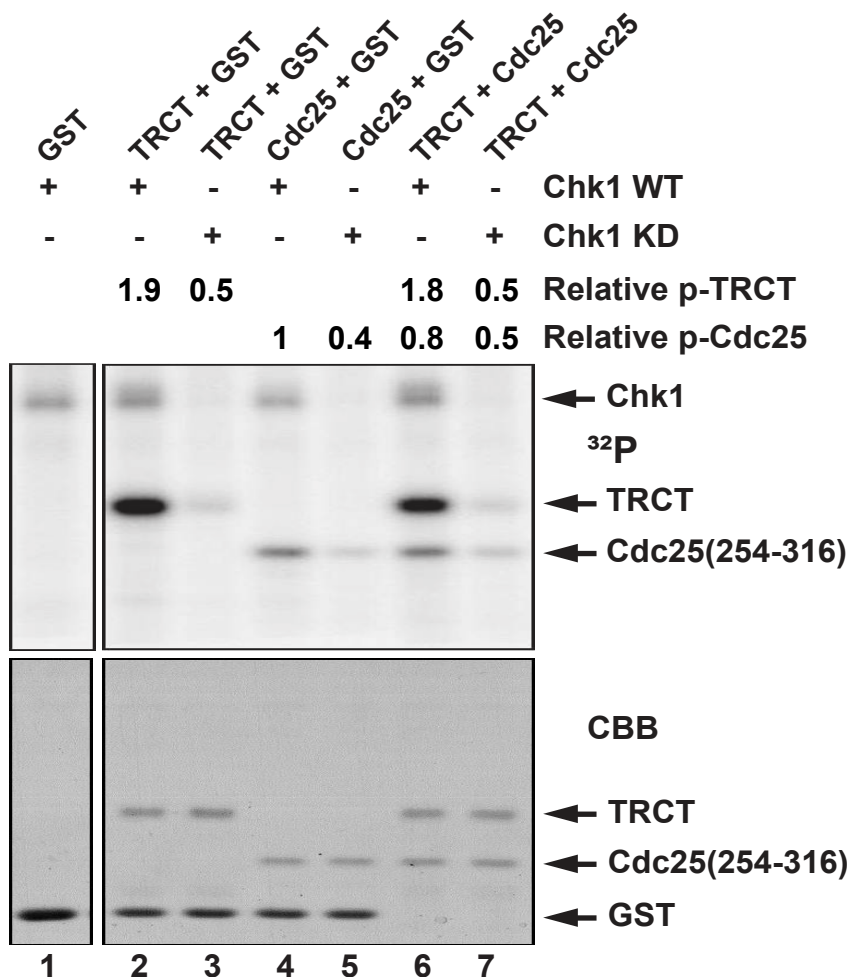 GST
TRCT + GST
TRCT + GST
Cdc25 + GST
Cdc25 + GST
TRCT + Cdc25
TRCT + Cdc25
+ + - + - + - Chk1 WT
- - + - + - + Chk1 KD
1.9 0.5 1.8 0.5 Relative p-TRCT
1 0.4 0.8 0.5 Relative p-Cdc25
Chk1
³²P
TRCT
Cdc25(254-316)
CBB
TRCT
Cdc25(254-316)
GST
1 2 3 4 5 6 7